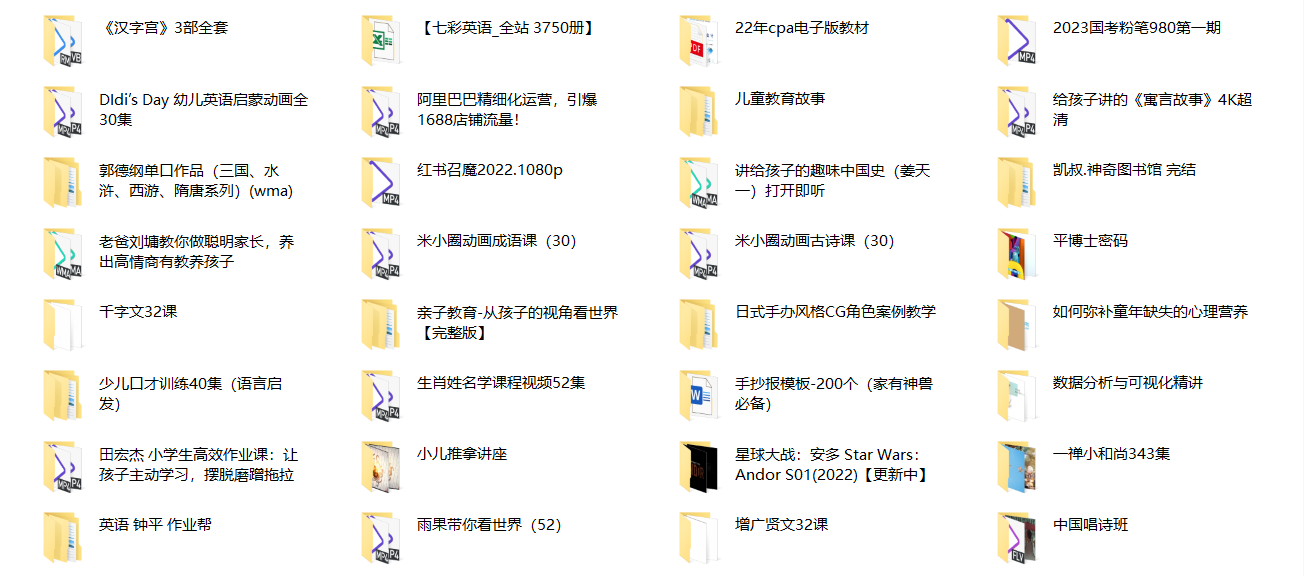 《汉字宫》3部全套
【七彩英语_全站 3750册】
22年cpa电子版教材
2023国考粉笔980第一期
DIdi’s Day 幼儿英语启蒙动画全
30集
阿里巴巴精细化运营，引爆
1688店铺流量！
儿童教育故事
给孩子讲的《寓言故事》4K超
清
郭德纲单口作品（三国、水
浒、西游、隋唐系列）(wma)
红书召魔2022.1080p
讲给孩子的趣味中国史（姜天
一）打开即听
凯叔.神奇图书馆 完结
老爸刘墉教你做聪明家长，养
出高情商有教养孩子
米小圈动画成语课（30）
米小圈动画古诗课（30）
平博士密码
千字文32课
亲子教育-从孩子的视角看世界
【完整版】
日式手办风格CG角色案例教学
如何弥补童年缺失的心理营养
少儿口才训练40集（语言启
发）
生肖姓名学课程视频52集
手抄报模板-200个（家有神兽
必备）
数据分析与可视化精讲
田宏杰 小学生高效作业课：让
孩子主动学习，摆脱磨蹭拖拉
小儿推拿讲座
星球大战：安多 Star Wars：
Andor S01(2022)【更新中】
一禅小和尚343集
英语 钟平 作业帮
雨果带你看世界（52）
增广贤文32课
中国唱诗班